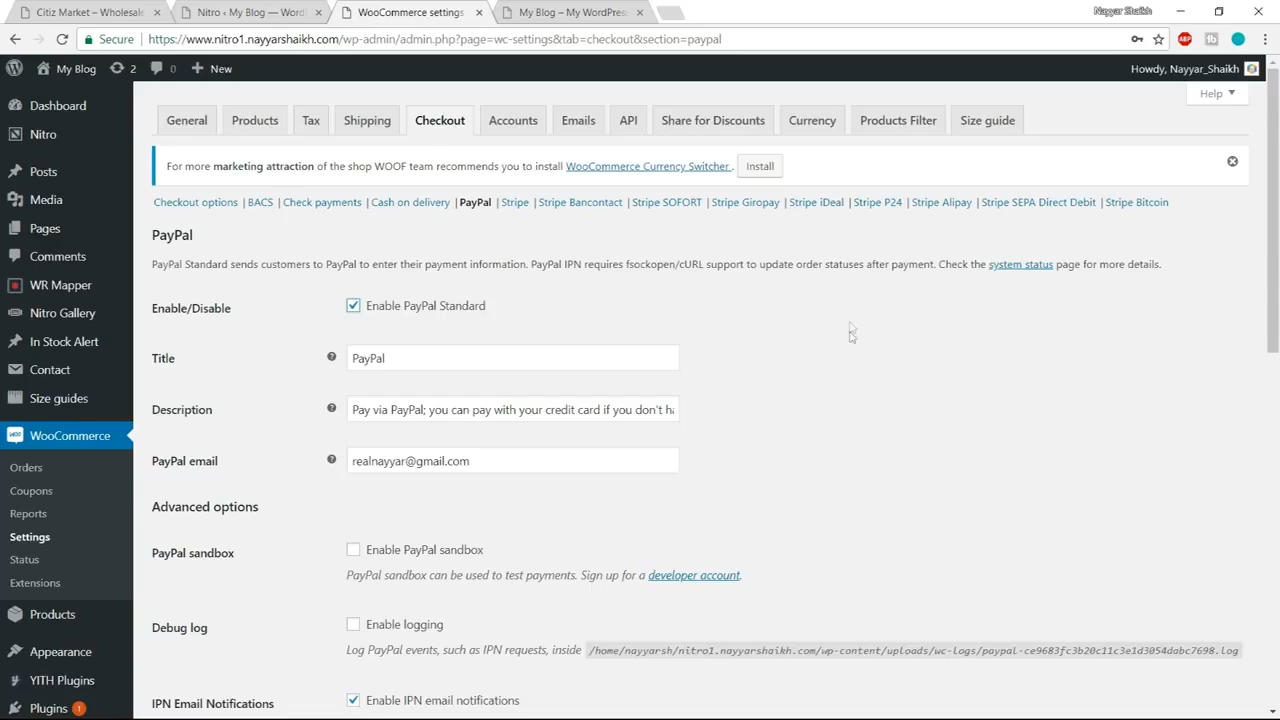 Citiz Market – Wholesale
Nitro ‹ My Blog — Word
WooCommerce settings
My Blog – My WordPress
Nayyar Shaikh
Secure
https://www.nitro1.nayyarshaikh.com/wp-admin/admin.php?page=wc-settings&tab=checkout&section=paypal
My Blog
2
0
New
Howdy, Nayyar_Shaikh
Help
Dashboard
Nitro
Posts
Media
Pages
Comments
WR Mapper
Nitro Gallery
In Stock Alert
Contact
Size guides
WooCommerce
Orders
Coupons
Reports
Settings
Status
Extensions
Products
Appearance
YITH Plugins
Plugins 1
General
Products
Tax
Shipping
Checkout
Accounts
Emails
API
Share for Discounts
Currency
Products Filter
Size guide
For more marketing attraction of the shop WOOF team recommends you to install WooCommerce Currency Switcher . Install
Checkout options | BACS | Check payments | Cash on delivery | PayPal | Stripe | Stripe Bancontact | Stripe SOFORT | Stripe Giropay | Stripe iDeal | Stripe P24 | Stripe Alipay | Stripe SEPA Direct Debit | Stripe Bitcoin
PayPal
PayPal Standard sends customers to PayPal to enter their payment information. PayPal IPN requires fsockopen/cURL support to update order statuses after payment. Check the system status page for more details.
Enable/Disable
Enable PayPal Standard
Title
PayPal
Description
Pay via PayPal; you can pay with your credit card if you don't ha
PayPal email
realnayyar@gmail.com
Advanced options
PayPal sandbox
Enable PayPal sandbox
PayPal sandbox can be used to test payments. Sign up for a developer account.
Debug log
Enable logging
Log PayPal events, such as IPN requests, inside /home/nayyarsh/nitro1.nayyarshaikh.com/wp-content/uploads/wc-logs/paypal-ce9683fc3b20c11c3e1d3054dabc7698.log
IPN Email Notifications
Enable IPN email notifications